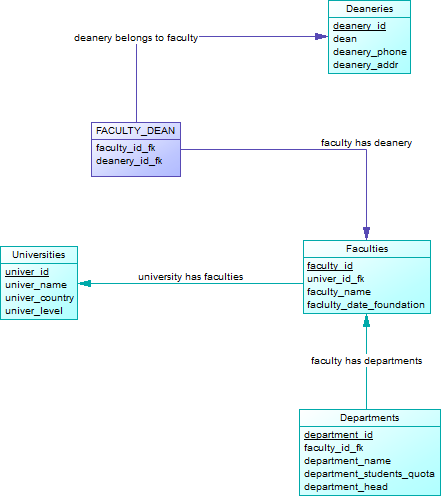 Deaneries
deanery_id
dean
deanery_phone
deanery_addr
deanery belongs to faculty
FACULTY_DEAN
faculty_id_fk
deanery_id_fk
faculty has deanery
Universities
univer_id
univer_name
univer_country
univer_level
university has faculties
Faculties
faculty_id
univer_id_fk
faculty_name
faclulty_date_foundation
faculty has departments
Departments
department_id
faculty_id_fk
department_name
department_students_quota
department_head